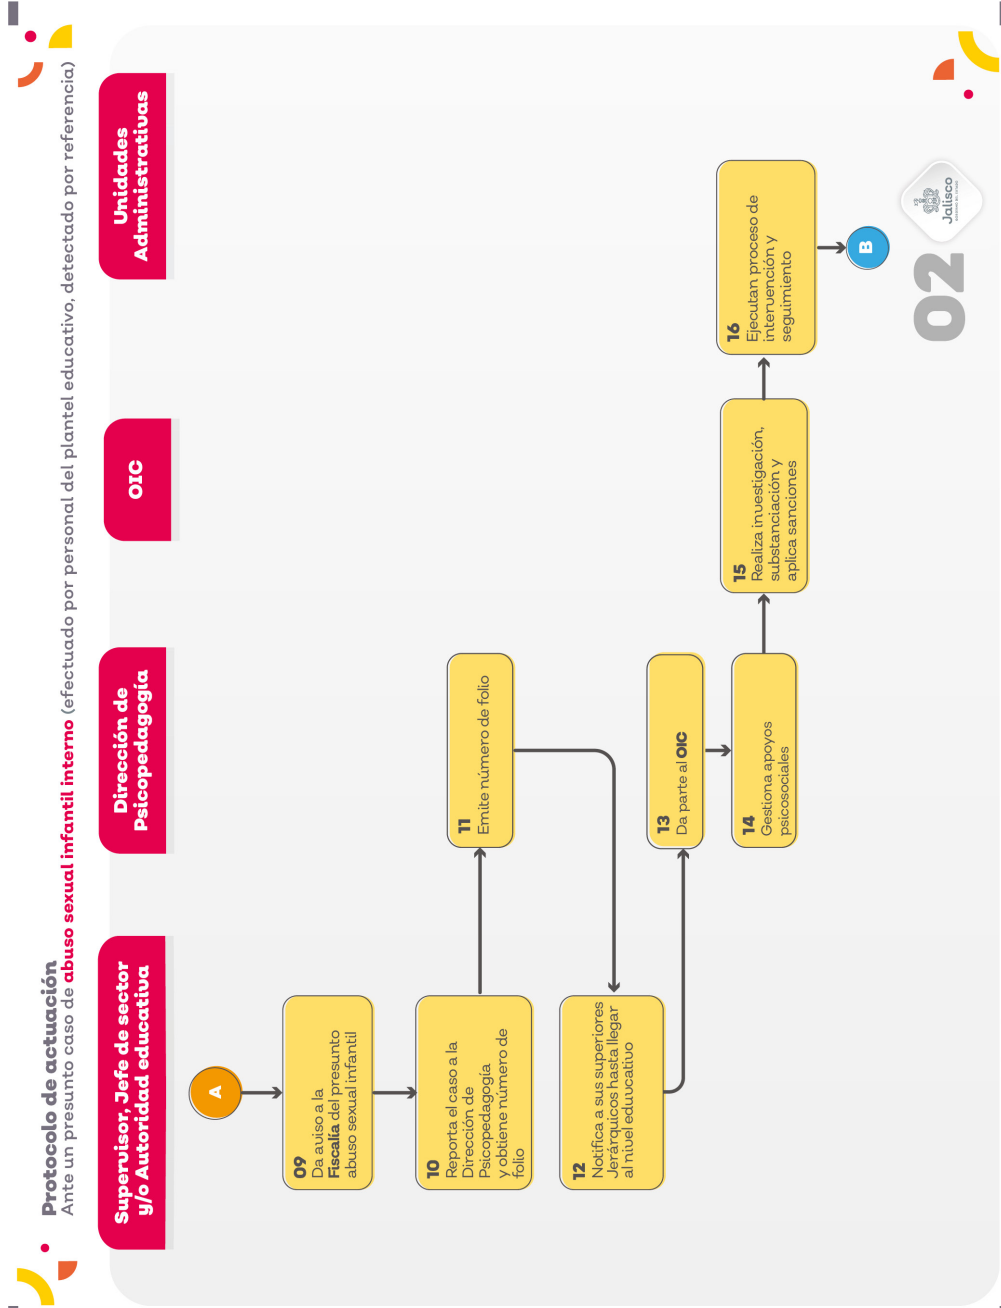 Protocolo de actuación
Ante un presunto caso de abuso sexual infantil interno (efectuado por personal del plantel educativo, detectado por referencia)
Supervisor, Jefe de sector
y/o Autoridad educativa
Dirección de
Psicopedagogía
OIC
Unidades
Administrativas
A
09
Da aviso a la
Fiscalía del presunto
abuso sexual infantil
10
Reporta el caso a la
Dirección de
Psicopedagogía
y obtiene número de
folio
11
Emite número de folio
12
Notifica a sus superiores
Jerárquicos hasta llegar
al nivel eduucativo
13
Da parte al OIC
14
Gestiona apoyos
psicosociales
15
Realiza investigación,
substanciación y
aplica sanciones
16
Ejecutan proceso de
intervención y
seguimiento
B
02
Jalisco
GOBIERNO DEL ESTADO